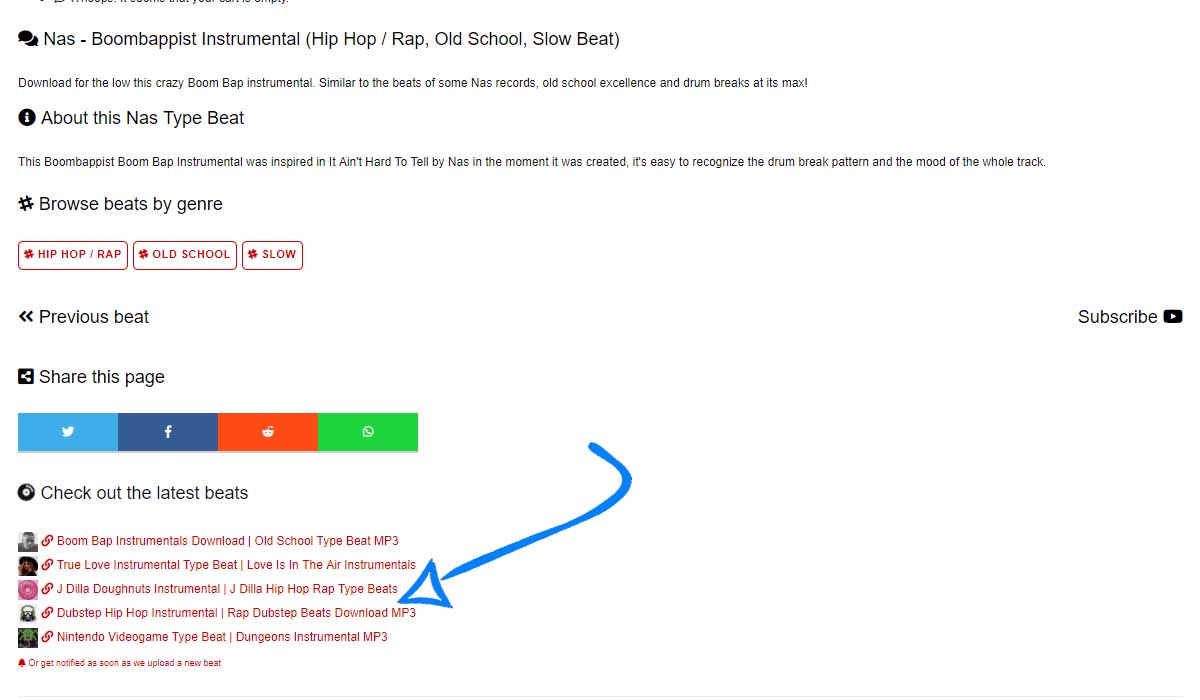 Whoops! It seems that your cart is empty.
Nas - Boombappist Instrumental (Hip Hop / Rap, Old School, Slow Beat)
Download for the low this crazy Boom Bap instrumental. Similar to the beats of some Nas records, old school excellence and drum breaks at its max!
About this Nas Type Beat
This Boombappist Boom Bap Instrumental was inspired in It Ain't Hard To Tell by Nas in the moment it was created, it's easy to recognize the drum break pattern and the mood of the whole track.
Browse beats by genre
HIP HOP / RAP OLD SCHOOL SLOW
Previous beat Subscribe
Share this page
Check out the latest beats
Boom Bap Instrumentals Download | Old School Type Beat MP3
True Love Instrumental Type Beat | Love Is In The Air Instrumentals
J Dilla Doughnuts Instrumental | J Dilla Hip Hop Rap Type Beats
Dubstep Hip Hop Instrumental | Rap Dubstep Beats Download MP3
Nintendo Videogame Type Beat | Dungeons Instrumental MP3
Or get notified as soon as we upload a new beat